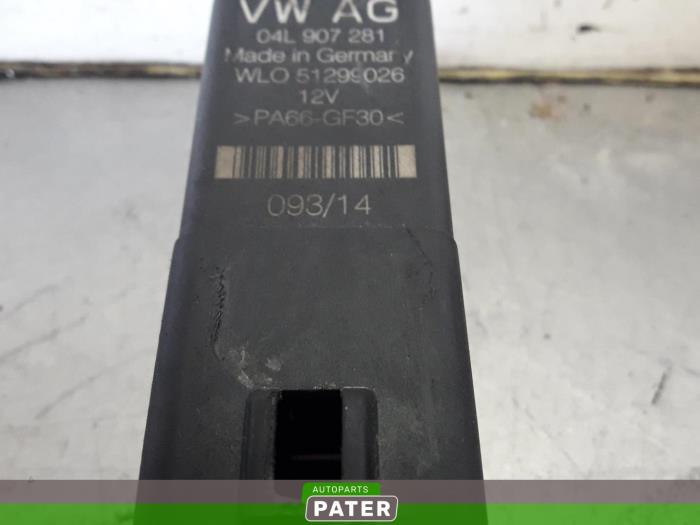 VW AG
04L 907 281
Made in Germany
WLO 51299026
12V
>PA66-GF30<
093/14
AUTOPARTS
PATER